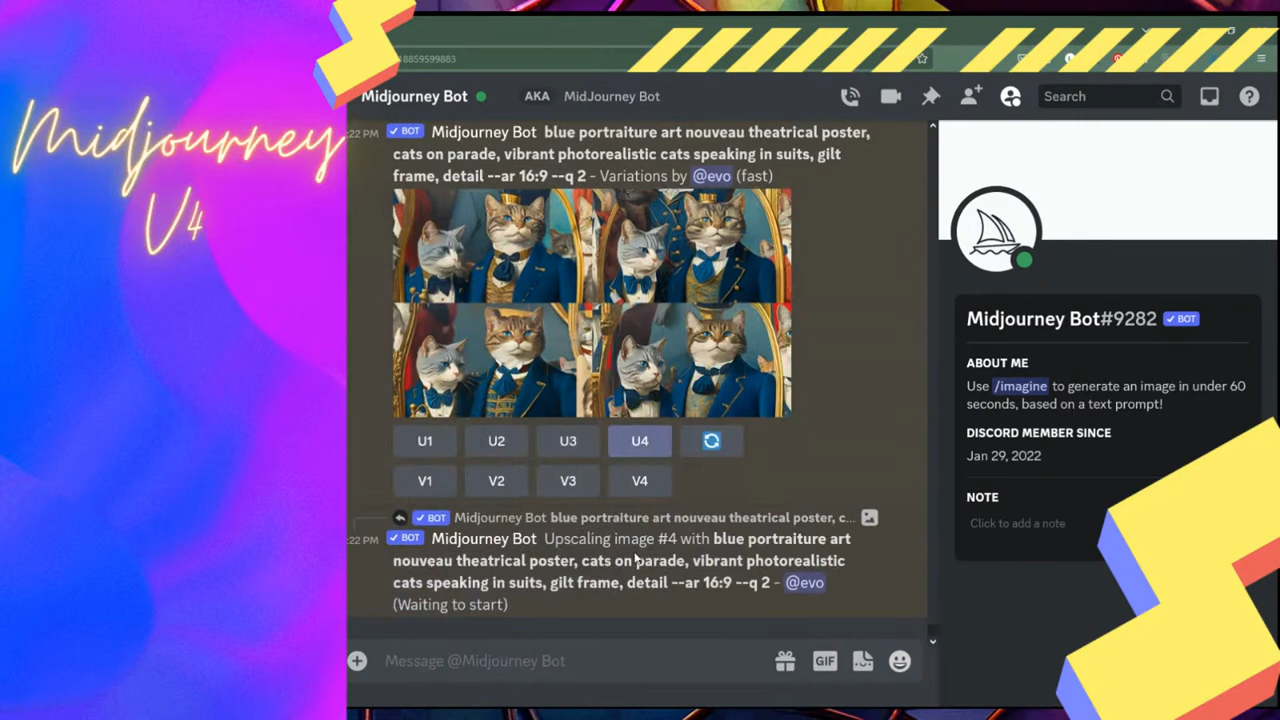 Midjourney
V4
18859599883
Midjourney Bot AKA MidJourney Bot
Search
:22 PM BOT Midjourney Bot blue portraiture art nouveau theatrical poster,
cats on parade, vibrant photorealistic cats speaking in suits, gilt
frame, detail --ar 16:9 --q 2 - Variations by @evo (fast)
U1 U2 U3 U4
V1 V2 V3 V4
BOT Midjourney Bot blue portraiture art nouveau theatrical poster, c...
:22 PM BOT Midjourney Bot Upscaling image #4 with blue portraiture art
nouveau theatrical poster, cats on parade, vibrant photorealistic
cats speaking in suits, gilt frame, detail --ar 16:9 --q 2 - @evo
(Waiting to start)
Message @Midjourney Bot
GIF
Midjourney Bot#9282 BOT
ABOUT ME
Use /imagine to generate an image in under 60
seconds, based on a text prompt!
DISCORD MEMBER SINCE
Jan 29, 2022
NOTE
Click to add a note